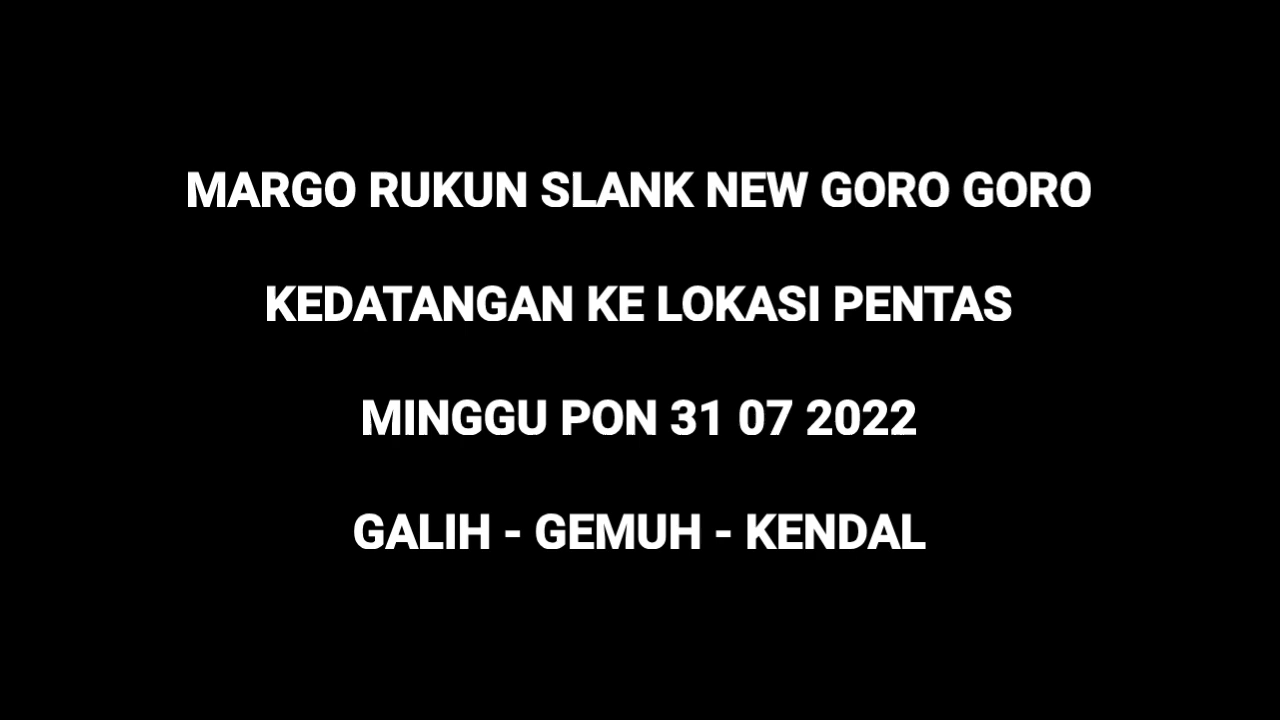 MARGO RUKUN SLANK NEW GORO GORO
KEDATANGAN KE LOKASI PENTAS
MINGGU PON 31 07 2022
GALIH - GEMUH - KENDAL